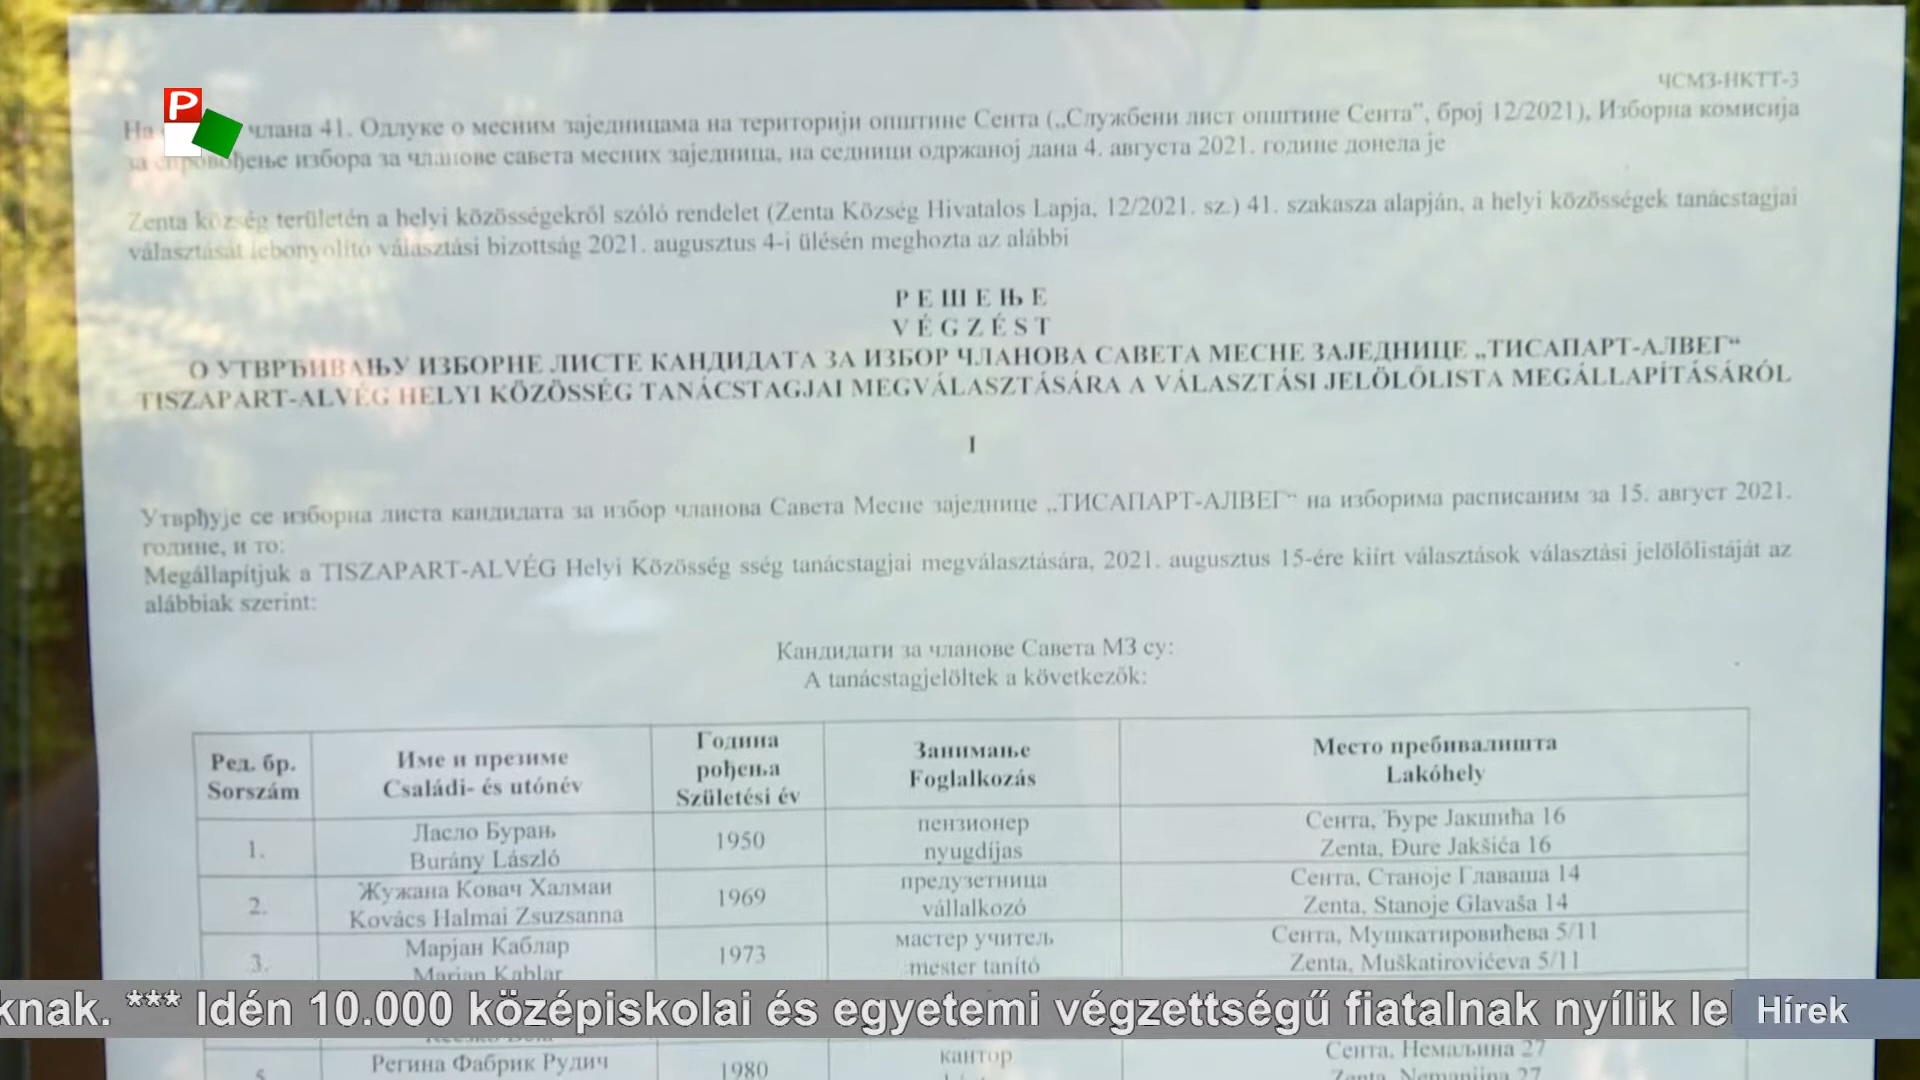 ЧСМЗ-НКТТ-3
P
На члана 41. Одлуке о месним заједницама на територији општине Сента („Службени лист општине Сента”, број 12/2021), Изборна комисија
за спровођење избора за чланове савета месних заједница, на седници одржаној дана 4. августа 2021. године донела је
Zenta község területén a helyi közösségekről szóló rendelet (Zenta Község Hivatalos Lapja, 12/2021. sz.) 41. szakasza alapján, a helyi közösségek tanácstagjai
választását lebonyolító választási bizottság 2021. augusztus 4-i ülésén meghozta az alábbi
Р Е Ш Е Њ Е
V É G Z É S T
О УТВРЂИВАЊУ ИЗБОРНЕ ЛИСТЕ КАНДИДАТА ЗА ИЗБОР ЧЛАНОВА САВЕТА МЕСНЕ ЗАЈЕДНИЦЕ „ТИСАПАРТ-АЛВЕГ“
TISZAPART-ALVÉG HELYI KÖZÖSSÉG TANÁCSTAGJAI MEGVÁLASZTÁSÁRA A VÁLASZTÁSI JELÖLŐLISTA MEGÁLLAPÍTÁSÁRÓL
I
Утврђује се изборна листа кандидата за избор чланова Савета Месне заједнице „ТИСАПАРТ-АЛВЕГ“ на изборима расписаним за 15. август 2021.
године, и то:
Megállapítjuk a TISZAPART-ALVÉG Helyi Közösség sség tanácstagjai megválasztására, 2021. augusztus 15-ére kiírt választások választási jelölőlistáját az
alábbiak szerint:
Кандидати за чланове Савета МЗ су:
A tanácstagjelöltek a következők:
Ред. бр.
Sorszám
Име и презиме
Családi- és utónév
Година
рођења
Születési év
Занимање
Foglalkozás
Место пребивалишта
Lakóhely
1.
Ласло Бурањ
Burány László
1950
пензионер
nyugdíjas
Сента, Ђуре Јакшића 16
Zenta, Đure Jakšića 16
2.
Жужана Ковач Халмаи
Kovács Halmai Zsuzsanna
1969
предузетница
vállalkozó
Сента, Станоје Главаша 14
Zenta, Stanoje Glavaša 14
3.
Марјан Каблар
Marjan Kablar
1973
мастер учитељ
mester tanító
Сента, Мушкатировићева 5/11
Zenta, Muškatirovićeva 5/11
knak. *** Idén 10.000 középiskolai és egyetemi végzettségű fiatalnak nyílik le
Hírek
5.
Регина Фабрик Рудич
1980
кантор
Сента, Немањина 27
Zenta, Nemanjina 27